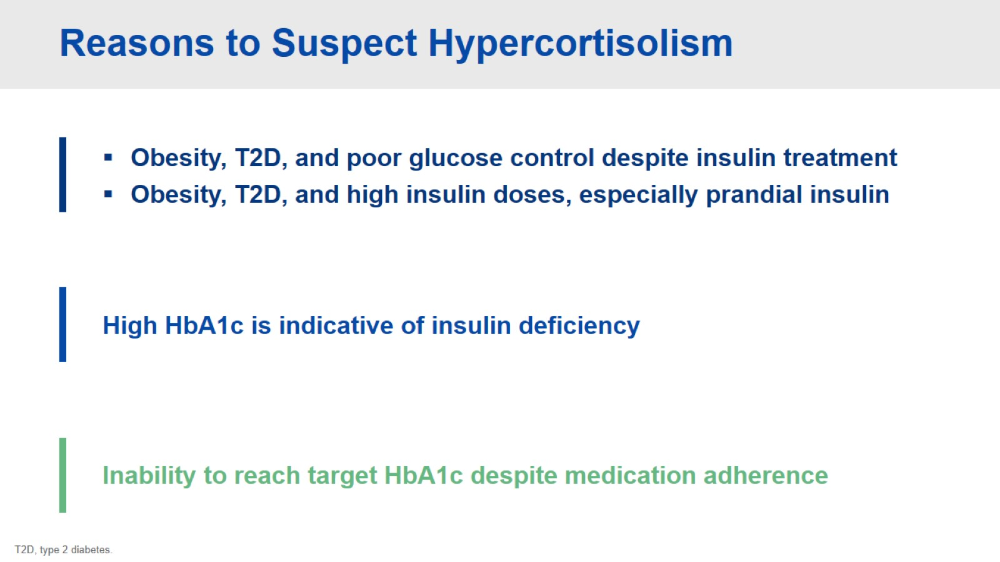 Reasons to Suspect Hypercortisolism
▪ Obesity, T2D, and poor glucose control despite insulin treatment
▪ Obesity, T2D, and high insulin doses, especially prandial insulin
High HbA1c is indicative of insulin deficiency
Inability to reach target HbA1c despite medication adherence
T2D, type 2 diabetes.